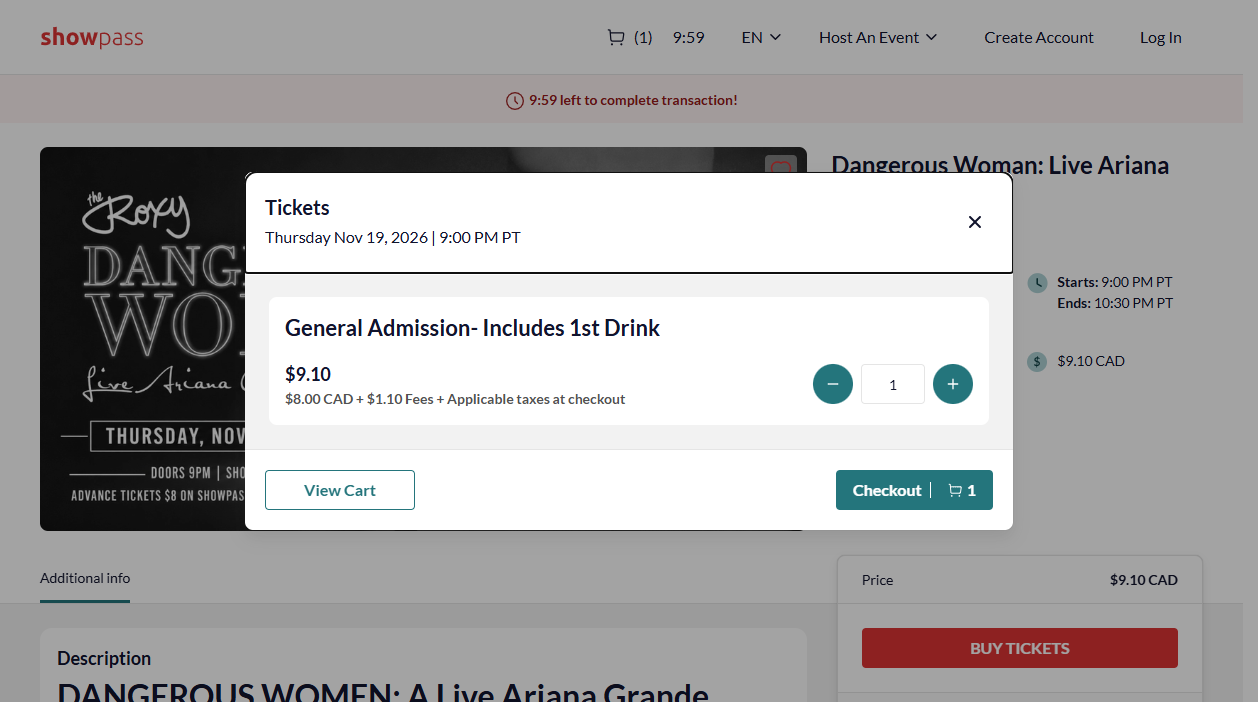 showpass
(1)
9:59
EN
Host An Event
Create Account
Log In
9:59 left to complete transaction!
the Roxy
DANG
WO
Live Ariana
THURSDAY, NOV
DOORS 9PM | SHO
ADVANCE TICKETS $8 ON SHOWPAS
Dangerous Woman: Live Ariana
Starts: 9:00 PM PT
Ends: 10:30 PM PT
$
$9.10 CAD
Tickets
Thursday Nov 19, 2026 | 9:00 PM PT
General Admission- Includes 1st Drink
$9.10
$8.00 CAD + $1.10 Fees + Applicable taxes at checkout
1
View Cart
Checkout | 1
Additional info
Price
$9.10 CAD
BUY TICKETS
Description
DANGEROUS WOMEN: A Live Ariana Grande